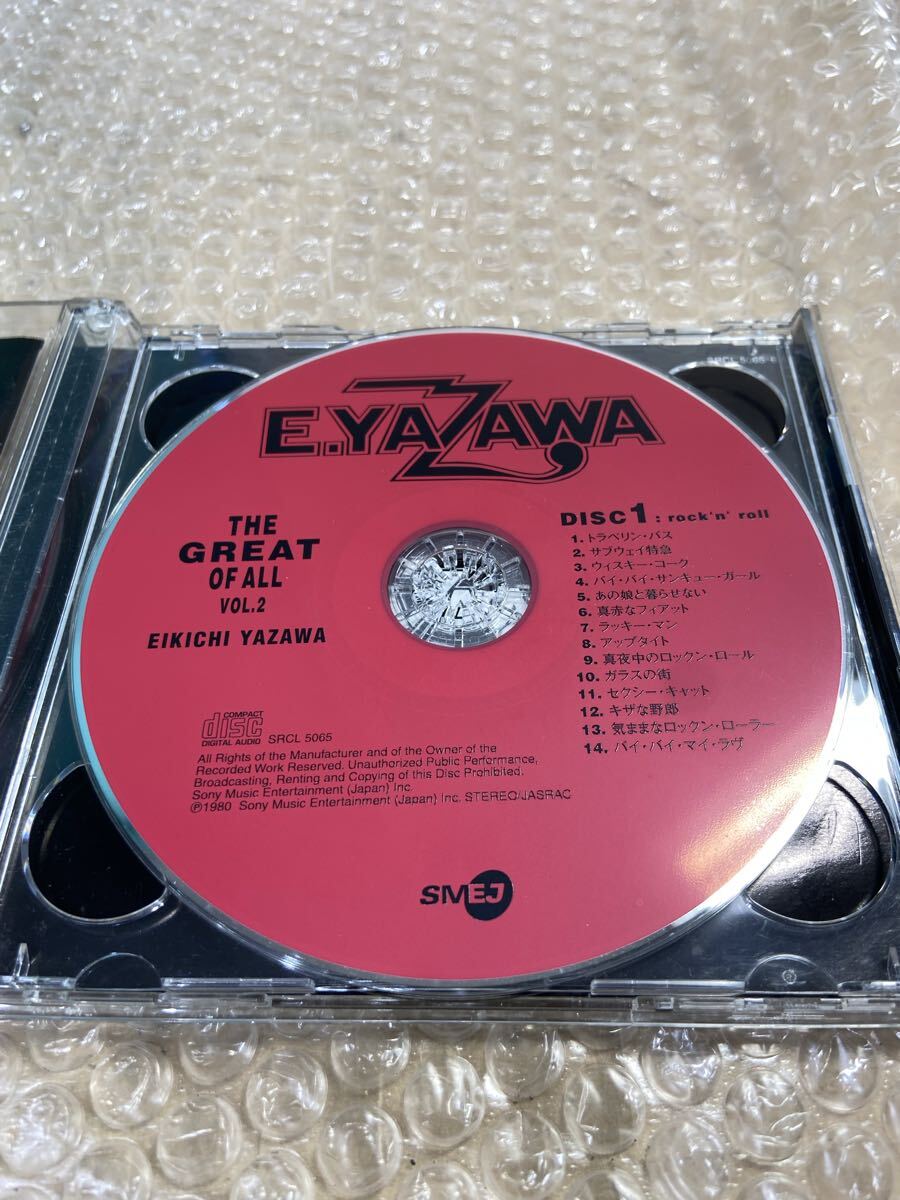 SRCL 5065-6
E.YAZAWA
THE
GREAT
OF ALL
VOL.2
EIKICHI YAZAWA
DISC1 : rock'n' roll
1. トラベリン・バス
2. サブウェイ特急
3. ウィスキー・コーク
4. バイ・バイ・サンキュー・ガール
5. あの娘と暮らせない
6. 真赤なフィアット
7. ラッキー・マン
8. アップタイト
9. 真夜中のロックン・ロール
10. ガラスの街
11. セクシー・キャット
12. キザな野郎
13. 気ままなロックン・ローラー
14. バイ・バイ・マイ・ラヴ
COMPACT
disc
DIGITAL AUDIO
SRCL 5065
All Rights of the Manufacturer and of the Owner of the
Recorded Work Reserved. Unauthorized Public Performance,
Broadcasting, Renting and Copying of this Disc Prohibited.
Sony Music Entertainment (Japan) Inc.
℗1980 Sony Music Entertainment (Japan) Inc. STEREO/JASRAC
SMEJ